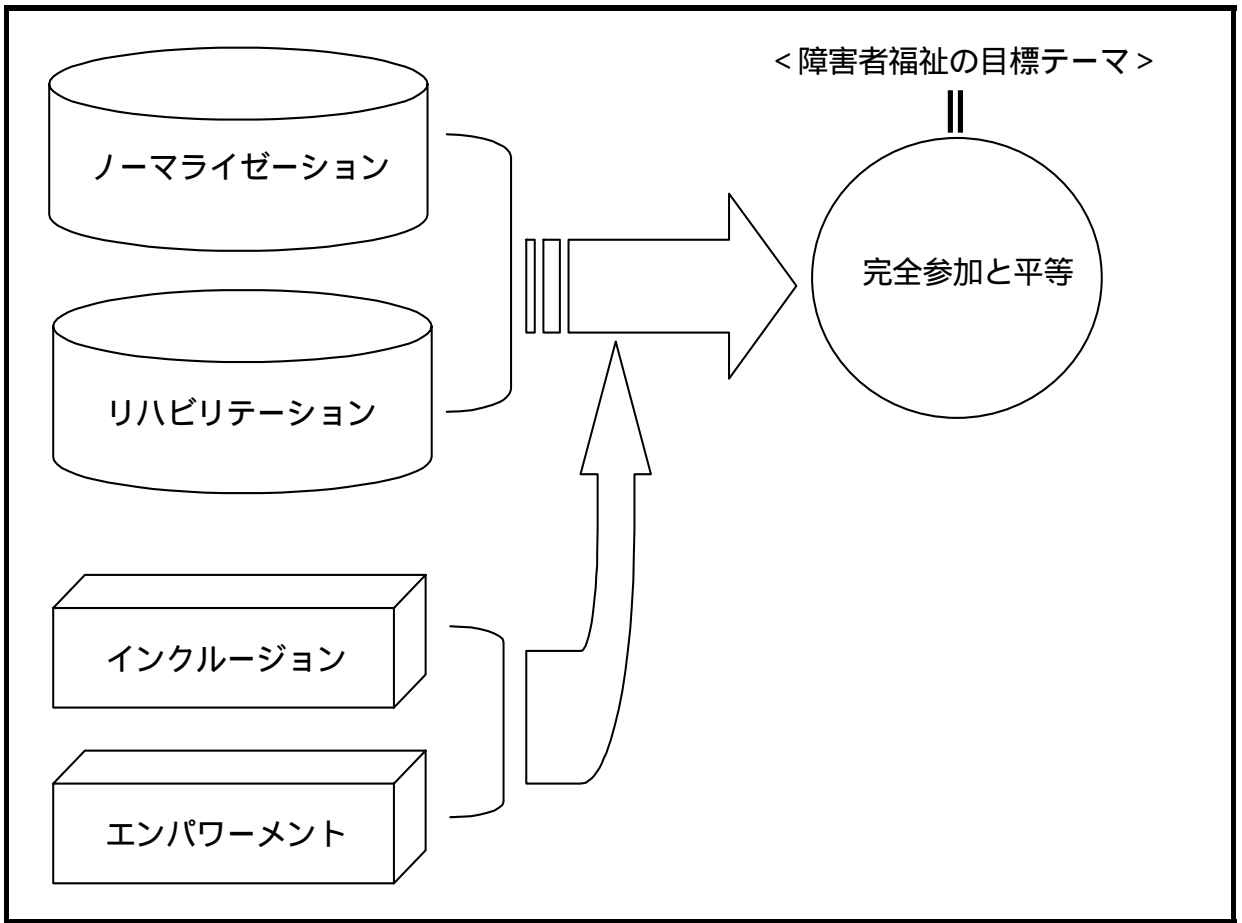 <障害者福祉の目標テーマ>
ノーマライゼーション
完全参加と平等
リハビリテーション
インクルージョン
エンパワーメント